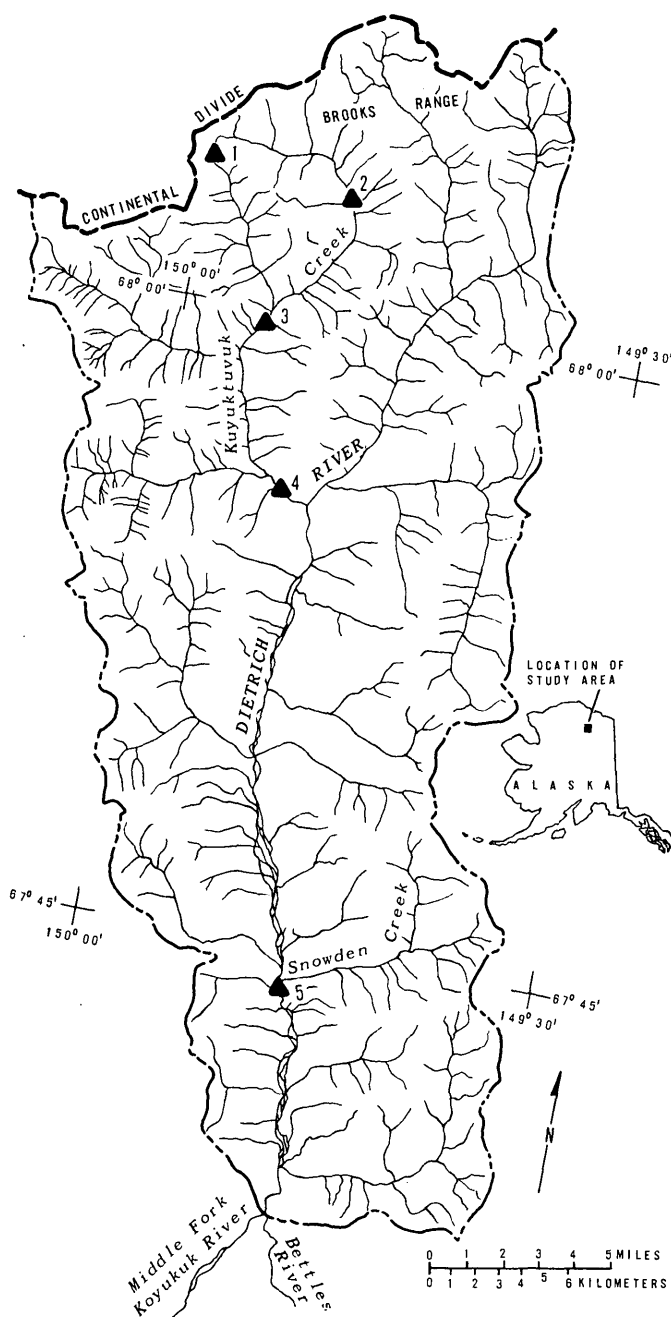 DIVIDE
BROOKS RANGE
CONTINENTAL
1
2
Creek
150° 00'
68° 00'
3
149° 30'
68° 00'
Kuyuktuvuk
RIVER
4
DIETRICH
LOCATION OF
STUDY AREA
ALASKA
67° 45'
150° 00'
Creek
Snowden
5
67° 45'
149° 30'
N
Middle Fork
Koyukuk River
Bettles
River
0 1 2 3 4 5 MILES
0 1 2 3 4 5 6 KILOMETERS